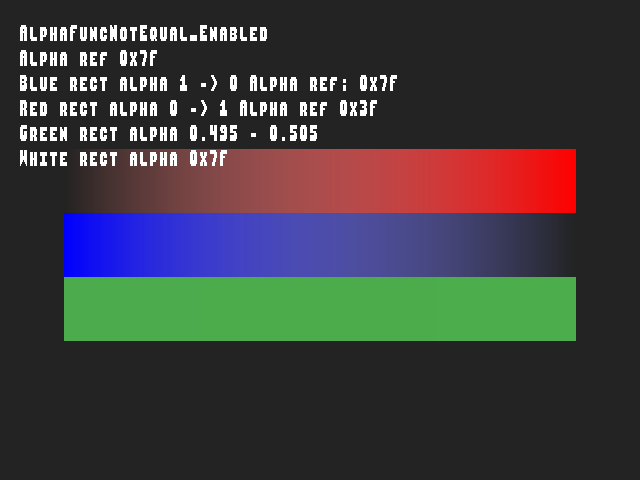 AlphaFuncNotEqual_Enabled
Alpha ref 0x7f
Blue rect alpha 1 -> 0 Alpha ref: 0x7f
Red rect alpha 0 -> 1 Alpha ref 0x3f
Green rect alpha 0.495 - 0.505
White rect alpha 0x7f